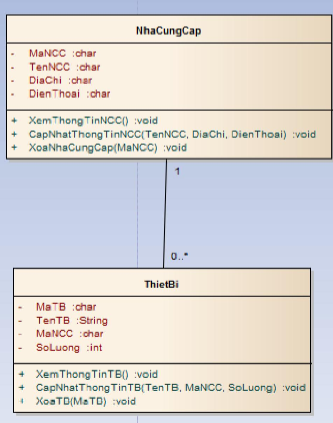 NhaCungCap
- MaNCC :char
- TenNCC :char
- DiaChi :char
- DienThoai :char
+ XemThongTinNCC() :void
+ CapNhatThongTinNCC(TenNCC, DiaChi, DienThoai) :void
+ XoaNhaCungCap(MaNCC) :void
1
0..*
ThietBi
- MaTB :char
- TenTB :String
- MaNCC :char
- SoLuong :int
+ XemThongTinTB() :void
+ CapNhatThongTinTB(TenTB, MaNCC, SoLuong) :void
+ XoaTB(MaTB) :void